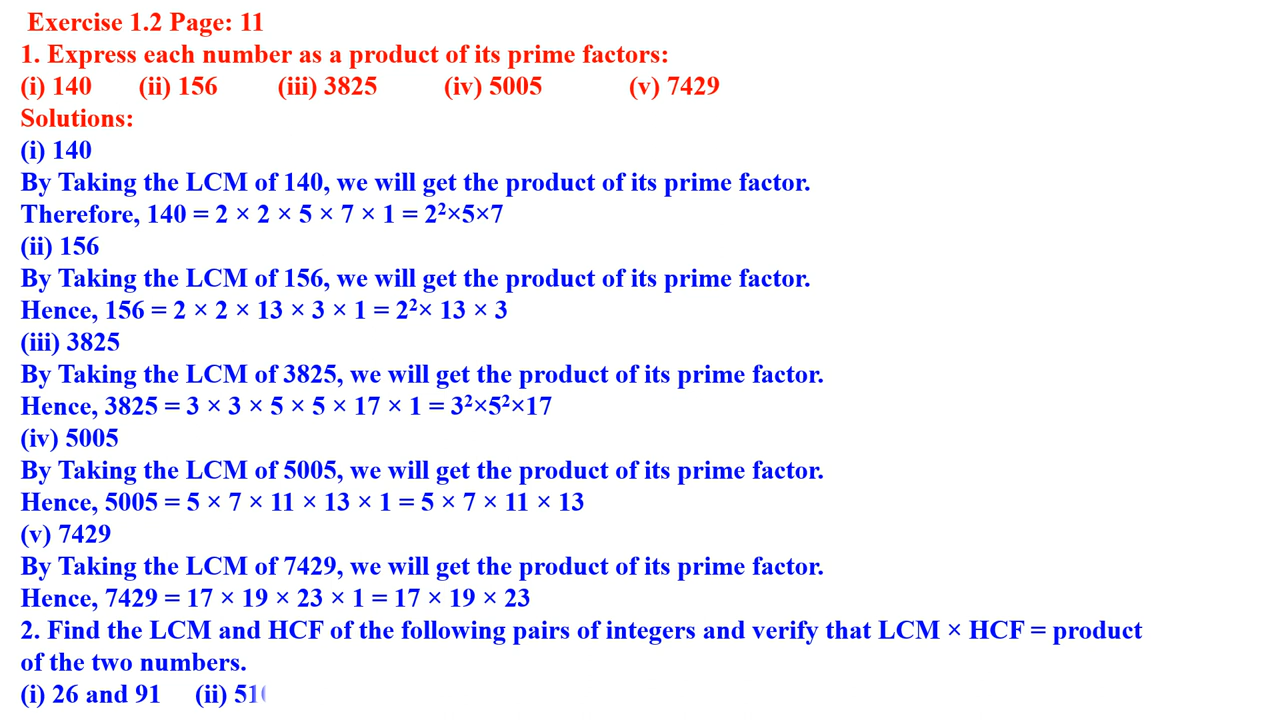 Exercise 1.2 Page: 11
1. Express each number as a product of its prime factors:
(i) 140 (ii) 156 (iii) 3825 (iv) 5005 (v) 7429
Solutions:
(i) 140
By Taking the LCM of 140, we will get the product of its prime factor.
Therefore, 140 = 2 × 2 × 5 × 7 × 1 = 2²×5×7
(ii) 156
By Taking the LCM of 156, we will get the product of its prime factor.
Hence, 156 = 2 × 2 × 13 × 3 × 1 = 2²× 13 × 3
(iii) 3825
By Taking the LCM of 3825, we will get the product of its prime factor.
Hence, 3825 = 3 × 3 × 5 × 5 × 17 × 1 = 3²×5²×17
(iv) 5005
By Taking the LCM of 5005, we will get the product of its prime factor.
Hence, 5005 = 5 × 7 × 11 × 13 × 1 = 5 × 7 × 11 × 13
(v) 7429
By Taking the LCM of 7429, we will get the product of its prime factor.
Hence, 7429 = 17 × 19 × 23 × 1 = 17 × 19 × 23
2. Find the LCM and HCF of the following pairs of integers and verify that LCM × HCF = product
of the two numbers.
(i) 26 and 91 (ii)